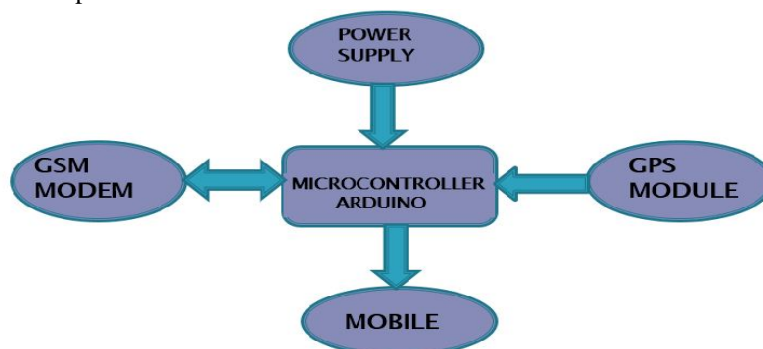 POWER
SUPPLY
GSM
MODEM
MICROCONTROLLER
ARDUINO
GPS
MODULE
MOBILE